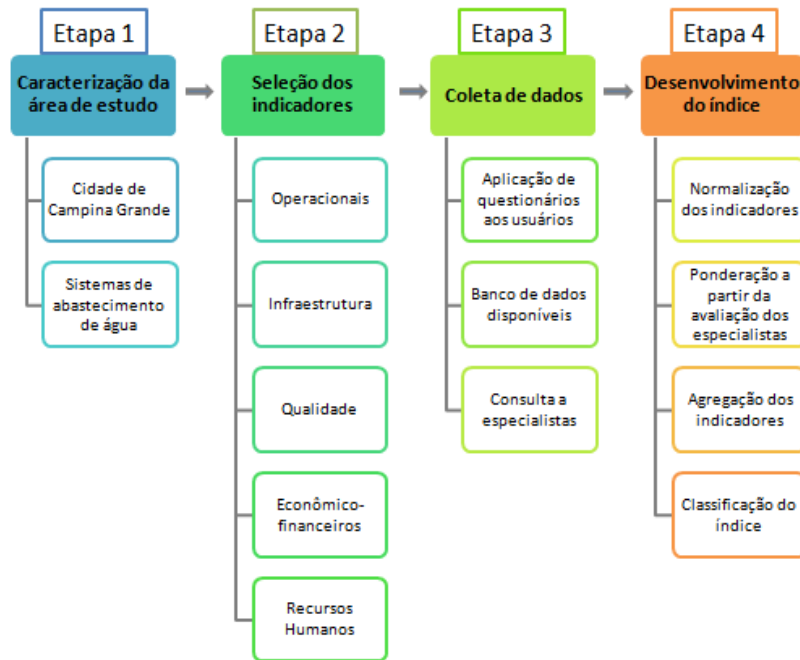 Etapa 1
Caracterização da
área de estudo
Cidade de
Campina Grande
Sistemas de
abastecimento
de água
Etapa 2
Seleção dos
indicadores
Operacionais
Infraestrutura
Qualidade
Econômico-
financeiros
Recursos
Humanos
Etapa 3
Coleta de dados
Aplicação de
questionários
aos usuários
Banco de dados
disponíveis
Consulta a
especialistas
Etapa 4
Desenvolvimento
do índice
Normalização
dos indicadores
Ponderação a
partir da
avaliação dos
especialistas
Agregação dos
indicadores
Classificação do
índice